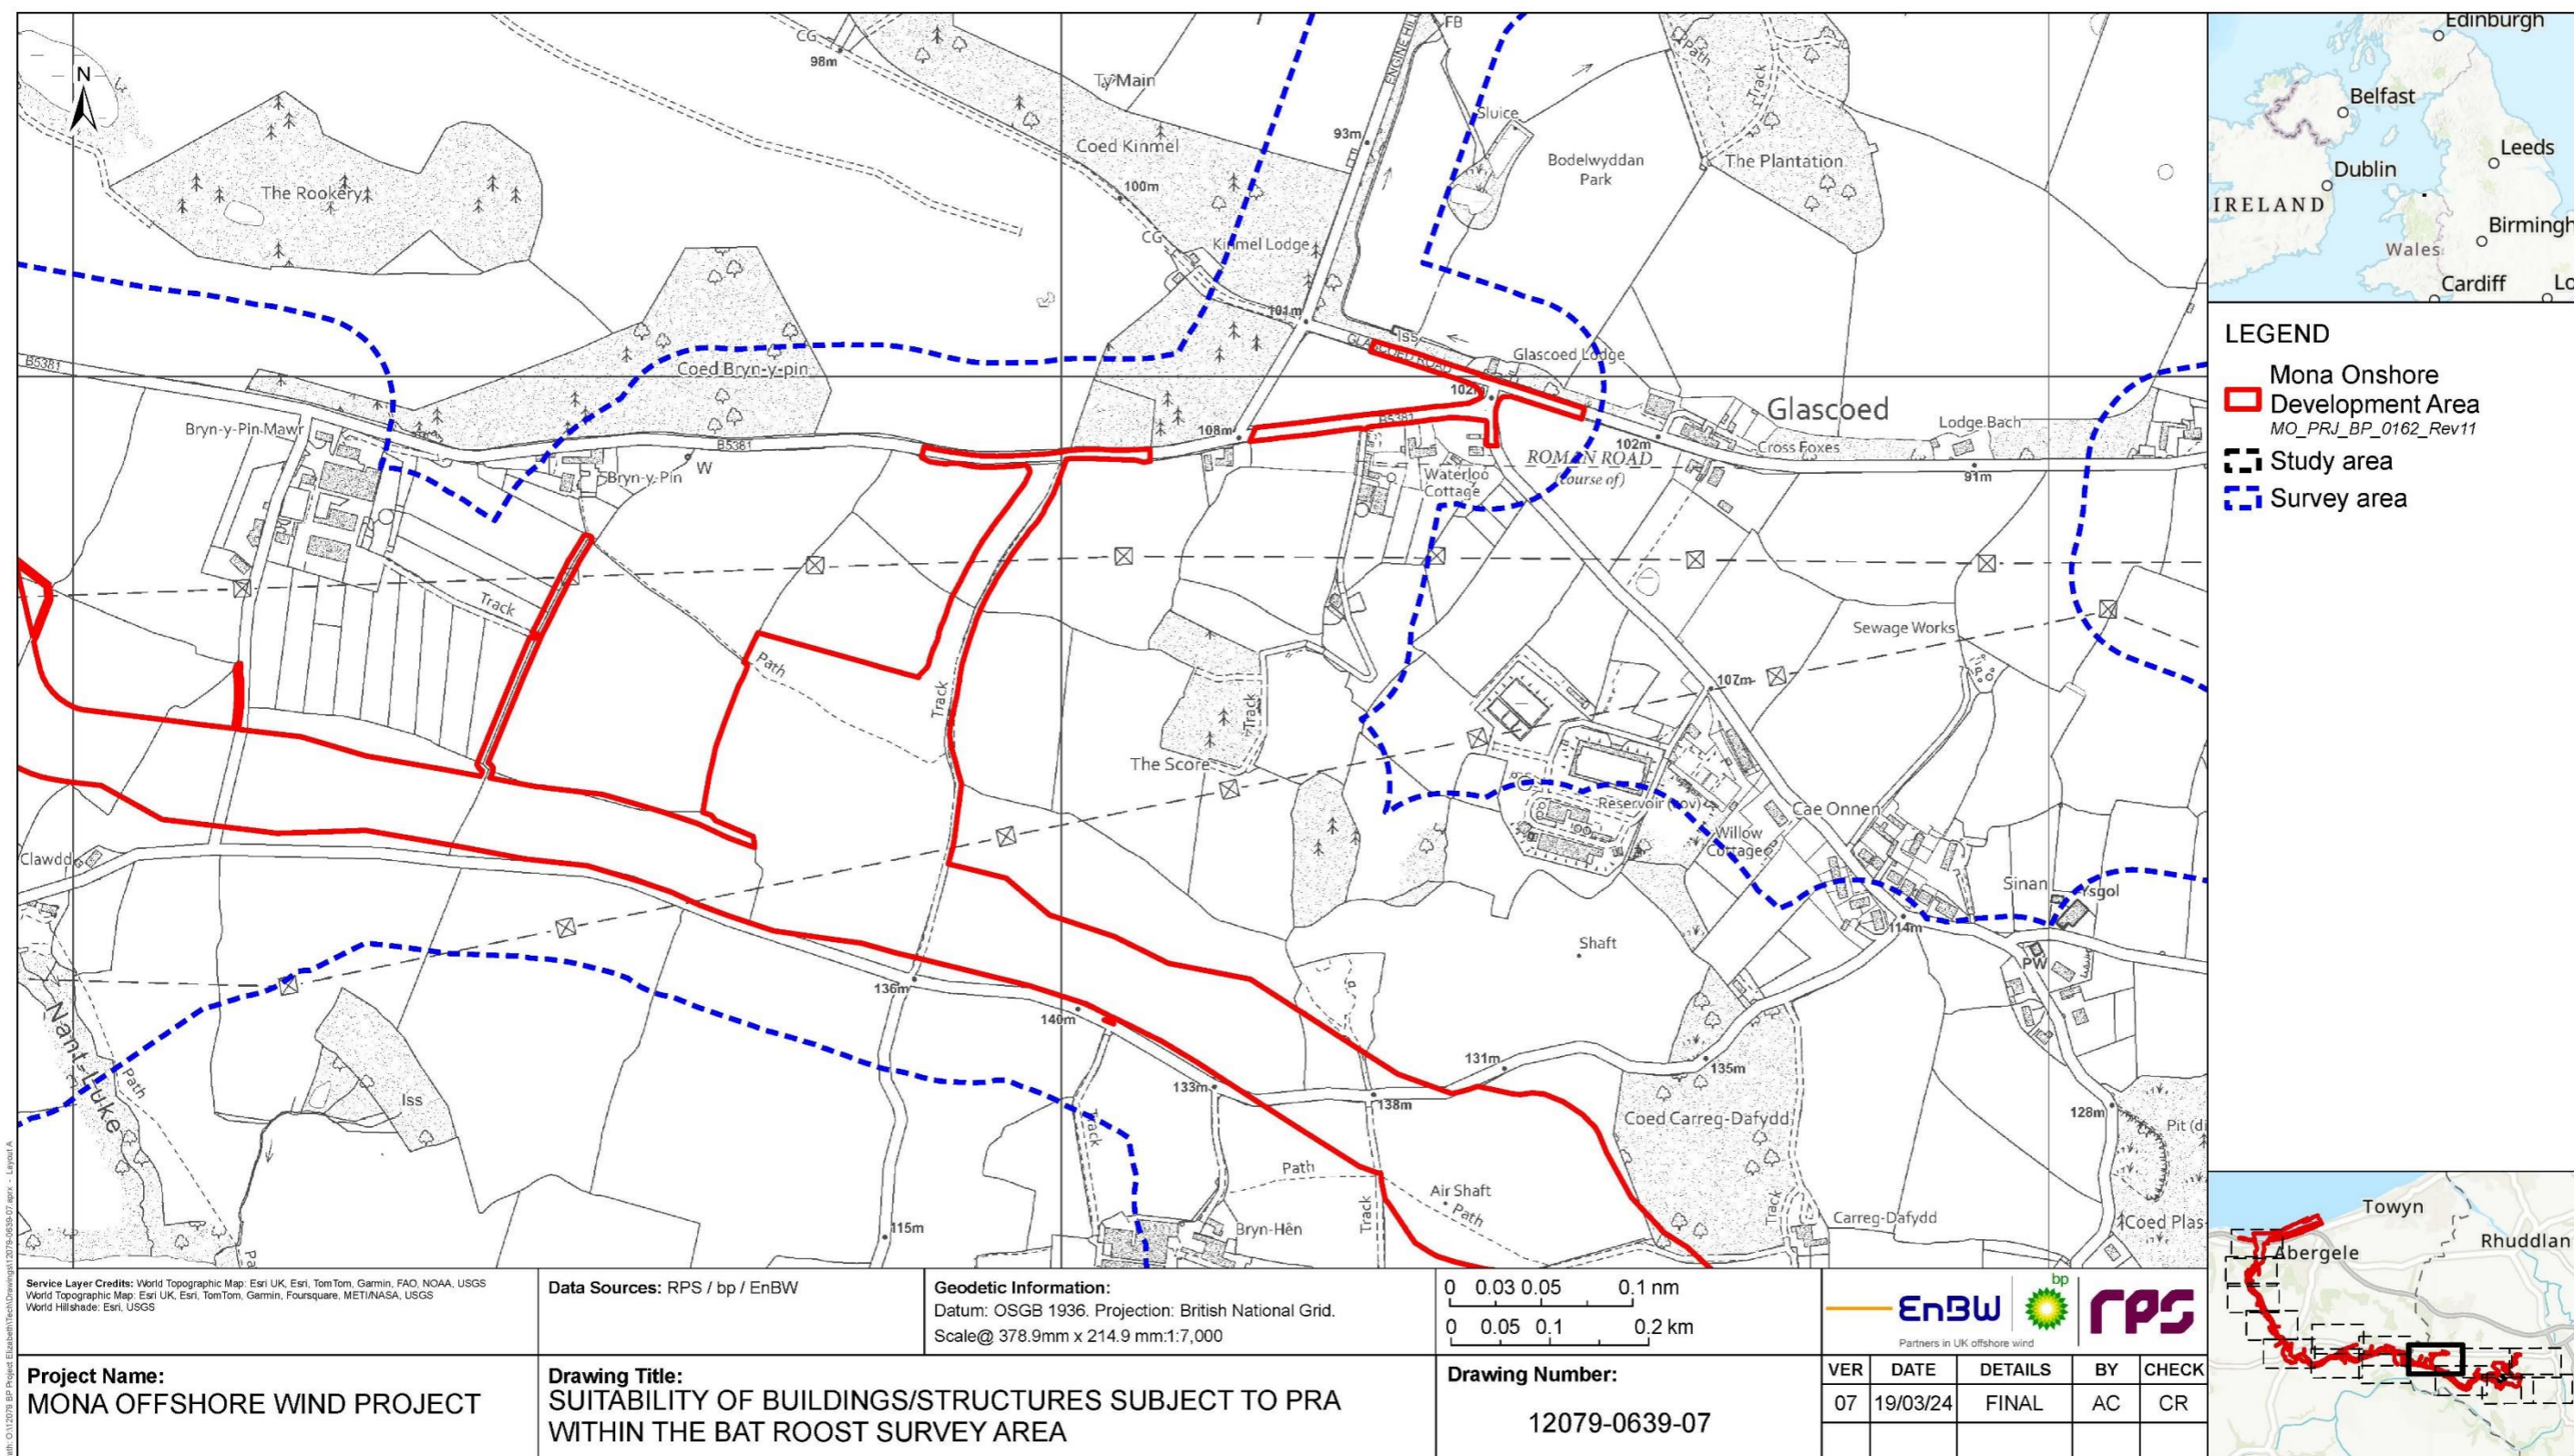 N
CG
98m
Ty Main
FB
ENGINE HILL
Path
Track
Sluice
93m
Coed Kinmel
Bodelwyddan
Park
The Plantation
The Rookery
100m
CG
Kinmel Lodge
101m
Iss
GLASCOED ROAD
Glascoed Lodge
B5381
Coed Bryn-y-pin
102m
Glascoed
Lodge Bach
B5381
Bryn-y-Pin-Mawr
108m
102m
Cross Foxes
B5381
W
Bryn-y-Pin
Waterloo
Cottage
ROMAN ROAD
(course of)
91m
Track
Path
Sewage Works
Track
Track
107m
The Score
Reservoir (cov)
Cae Onnen
Willow
Cottage
Clawdd
Sinan
Ysgol
114m
Shaft
PW
136m
140m
Nant-Luke
Path
131m
135m
133m
138m
Iss
Track
Coed Carreg-Dafydd
128m
Path
Air Shaft
Path
Track
Track
115m
Bryn-Hên
Carreg-Dafydd
Coed Plas-
Edinburgh
Belfast
Leeds
Dublin
IRELAND
Birmingh
Wales
Cardiff
Lo
LEGEND
Mona Onshore
Development Area
MO_PRJ_BP_0162_Rev11
Study area
Survey area
Towyn
Abergele
Rhuddlan
Service Layer Credits: World Topographic Map: Esri UK, Esri, TomTom, Garmin, FAO, NOAA, USGS
World Topographic Map: Esri UK, Esri, TomTom, Garmin, Foursquare, METI/NASA, USGS
World Hillshade: Esri, USGS
Data Sources: RPS / bp / EnBW
Geodetic Information:
Datum: OSGB 1936. Projection: British National Grid.
Scale@ 378.9mm x 214.9 mm:1:7,000
0 0.03 0.05 0.1 nm
0 0.05 0.1 0.2 km
EnBW
bp
rps
Partners in UK offshore wind
Project Name:
MONA OFFSHORE WIND PROJECT
Drawing Title:
SUITABILITY OF BUILDINGS/STRUCTURES SUBJECT TO PRA
WITHIN THE BAT ROOST SURVEY AREA
Drawing Number:
12079-0639-07
VER DATE DETAILS BY CHECK
07 19/03/24 FINAL AC CR